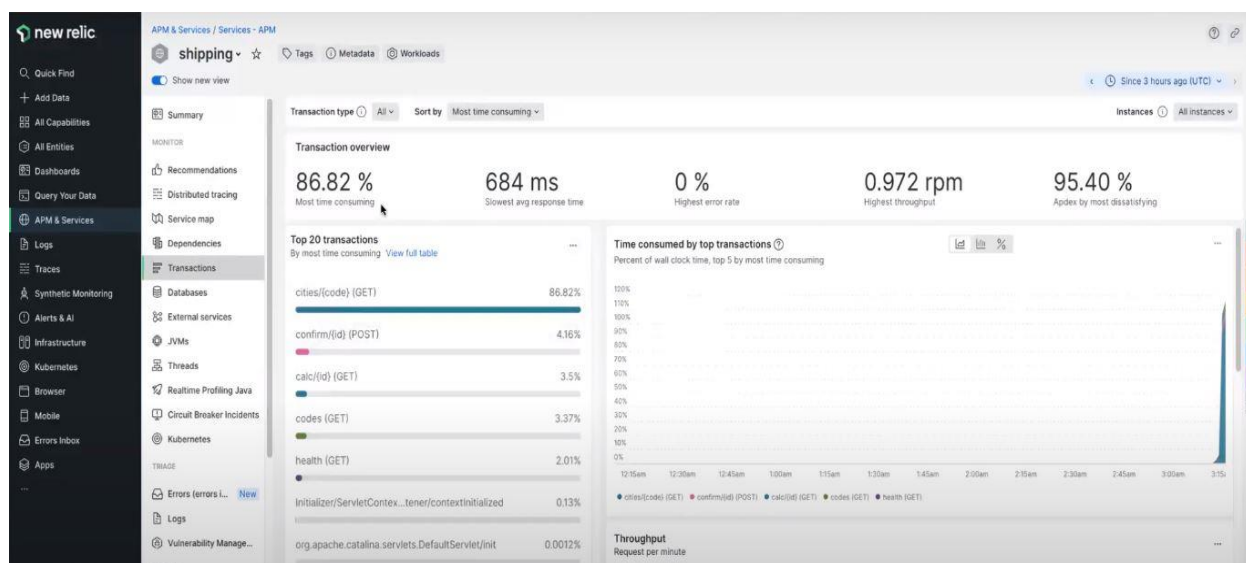 new relic
Quick Find
Add Data
All Capabilities
All Entities
Dashboards
Query Your Data
APM & Services
Logs
Traces
Synthetic Monitoring
Alerts & AI
Infrastructure
Kubernetes
Browser
Mobile
Errors Inbox
Apps
...
APM & Services / Services - APM
shipping
Tags Metadata Workloads
Show new view
Since 3 hours ago (UTC)
Summary
MONITOR
Recommendations
Distributed tracing
Service map
Dependencies
Transactions
Databases
External services
JVMs
Threads
Realtime Profiling Java
Circuit Breaker Incidents
Kubernetes
TRIAGE
Errors (errors i... New
Logs
Vulnerability Manage...
Transaction type All Sort by Most time consuming
Instances All instances
Transaction overview
86.82 % 684 ms 0 % 0.972 rpm 95.40 %
Most time consuming Slowest avg response time Highest error rate Highest throughput Apdex by most dissatisfying
Top 20 transactions
By most time consuming View full table
cities/{code} (GET) 86.82%
confirm/{id} (POST) 4.16%
calc/{id} (GET) 3.5%
codes (GET) 3.37%
health (GET) 2.01%
Initializer/ServletContex...tener/contextInitialized 0.13%
org.apache.catalina.servlets.DefaultServlet/init 0.0012%
Time consumed by top transactions
%
Percent of wall clock time, top 5 by most time consuming
120%
110%
100%
90%
80%
70%
60%
50%
40%
30%
20%
10%
0%
12:15am 12:30am 12:45am 1:00am 1:15am 1:30am 1:45am 2:00am 2:15am 2:30am 2:45am 3:00am 3:15
cities/{code} (GET) confirm/{id} (POST) calc/{id} (GET) codes (GET) health (GET)
Throughput
Request per minute